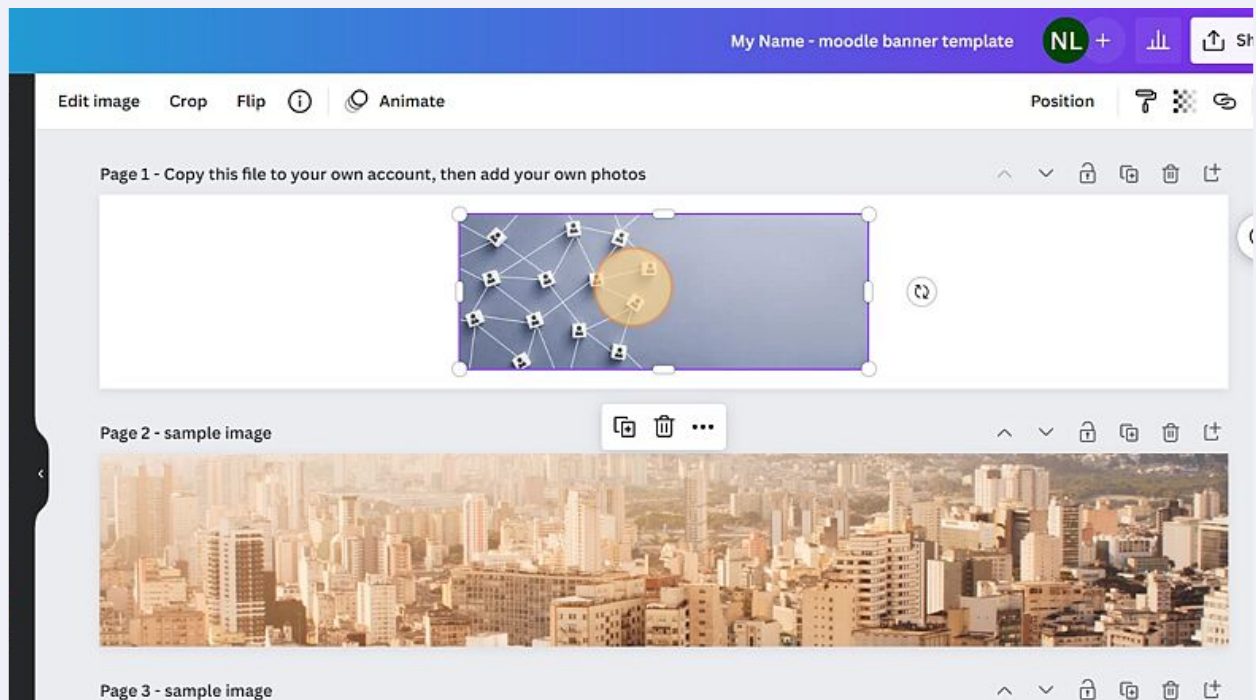 My Name - moodle banner template NL + Sh
Edit image Crop Flip Animate Position
Page 1 - Copy this file to your own account, then add your own photos
Page 2 - sample image
Page 3 - sample image